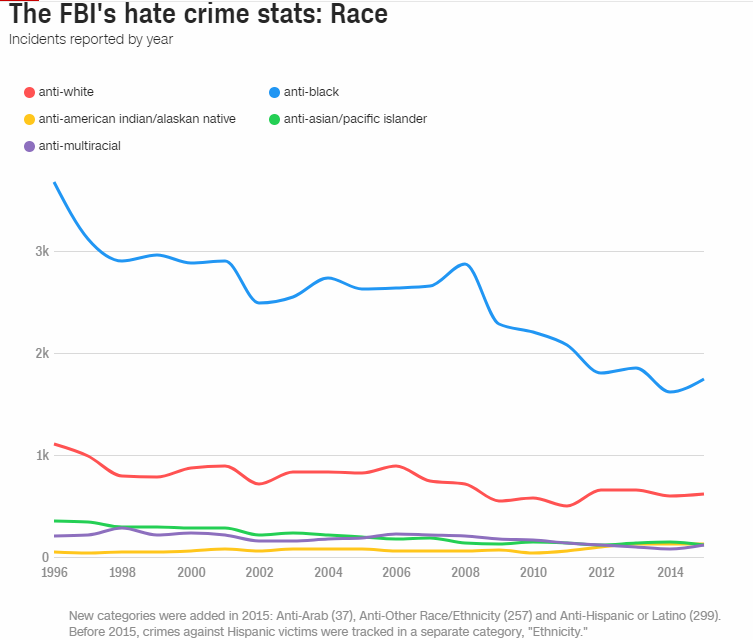 The FBI's hate crime stats: Race
Incidents reported by year
anti-white
anti-black
anti-american indian/alaskan native
anti-asian/pacific islander
anti-multiracial
3k
2k
1k
0
1996 1998 2000 2002 2004 2006 2008 2010 2012 2014
New categories were added in 2015: Anti-Arab (37), Anti-Other Race/Ethnicity (257) and Anti-Hispanic or Latino (299).
Before 2015, crimes against Hispanic victims were tracked in a separate category, "Ethnicity."